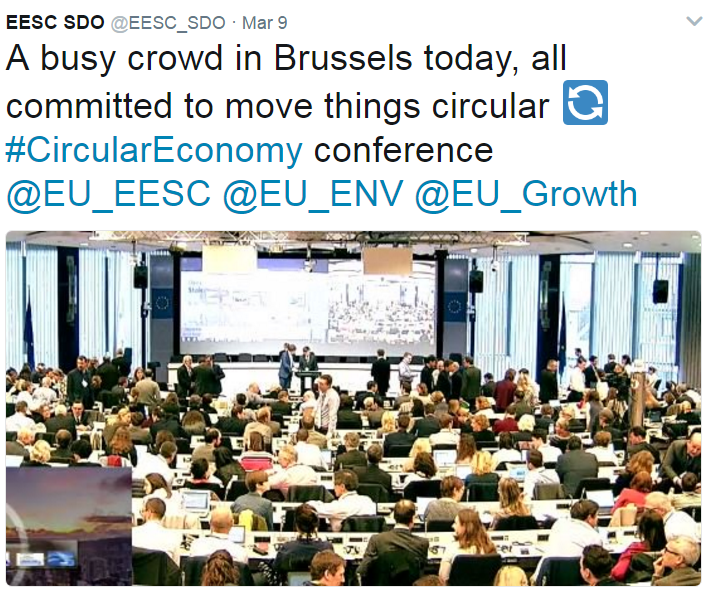 EESC SDO @EESC_SDO · Mar 9
A busy crowd in Brussels today, all
committed to move things circular
#CircularEconomy conference
@EU_EESC @EU_ENV @EU_Growth